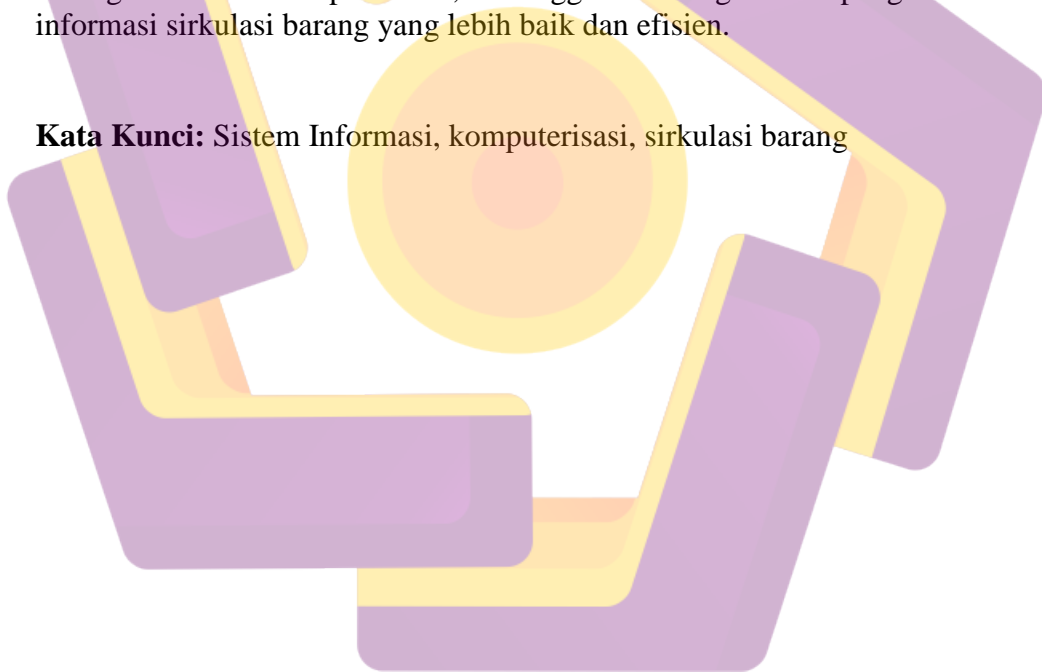 informasi sirkulasi barang yang lebih baik dan efisien.
Kata Kunci: Sistem Informasi, komputerisasi, sirkulasi barang